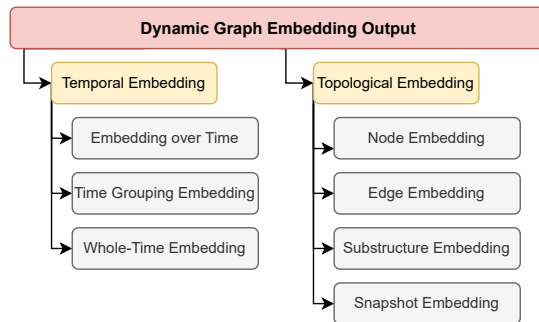 Dynamic Graph Embedding Output
Temporal Embedding
Embedding over Time
Time Grouping Embedding
Whole-Time Embedding
Topological Embedding
Node Embedding
Edge Embedding
Substructure Embedding
Snapshot Embedding